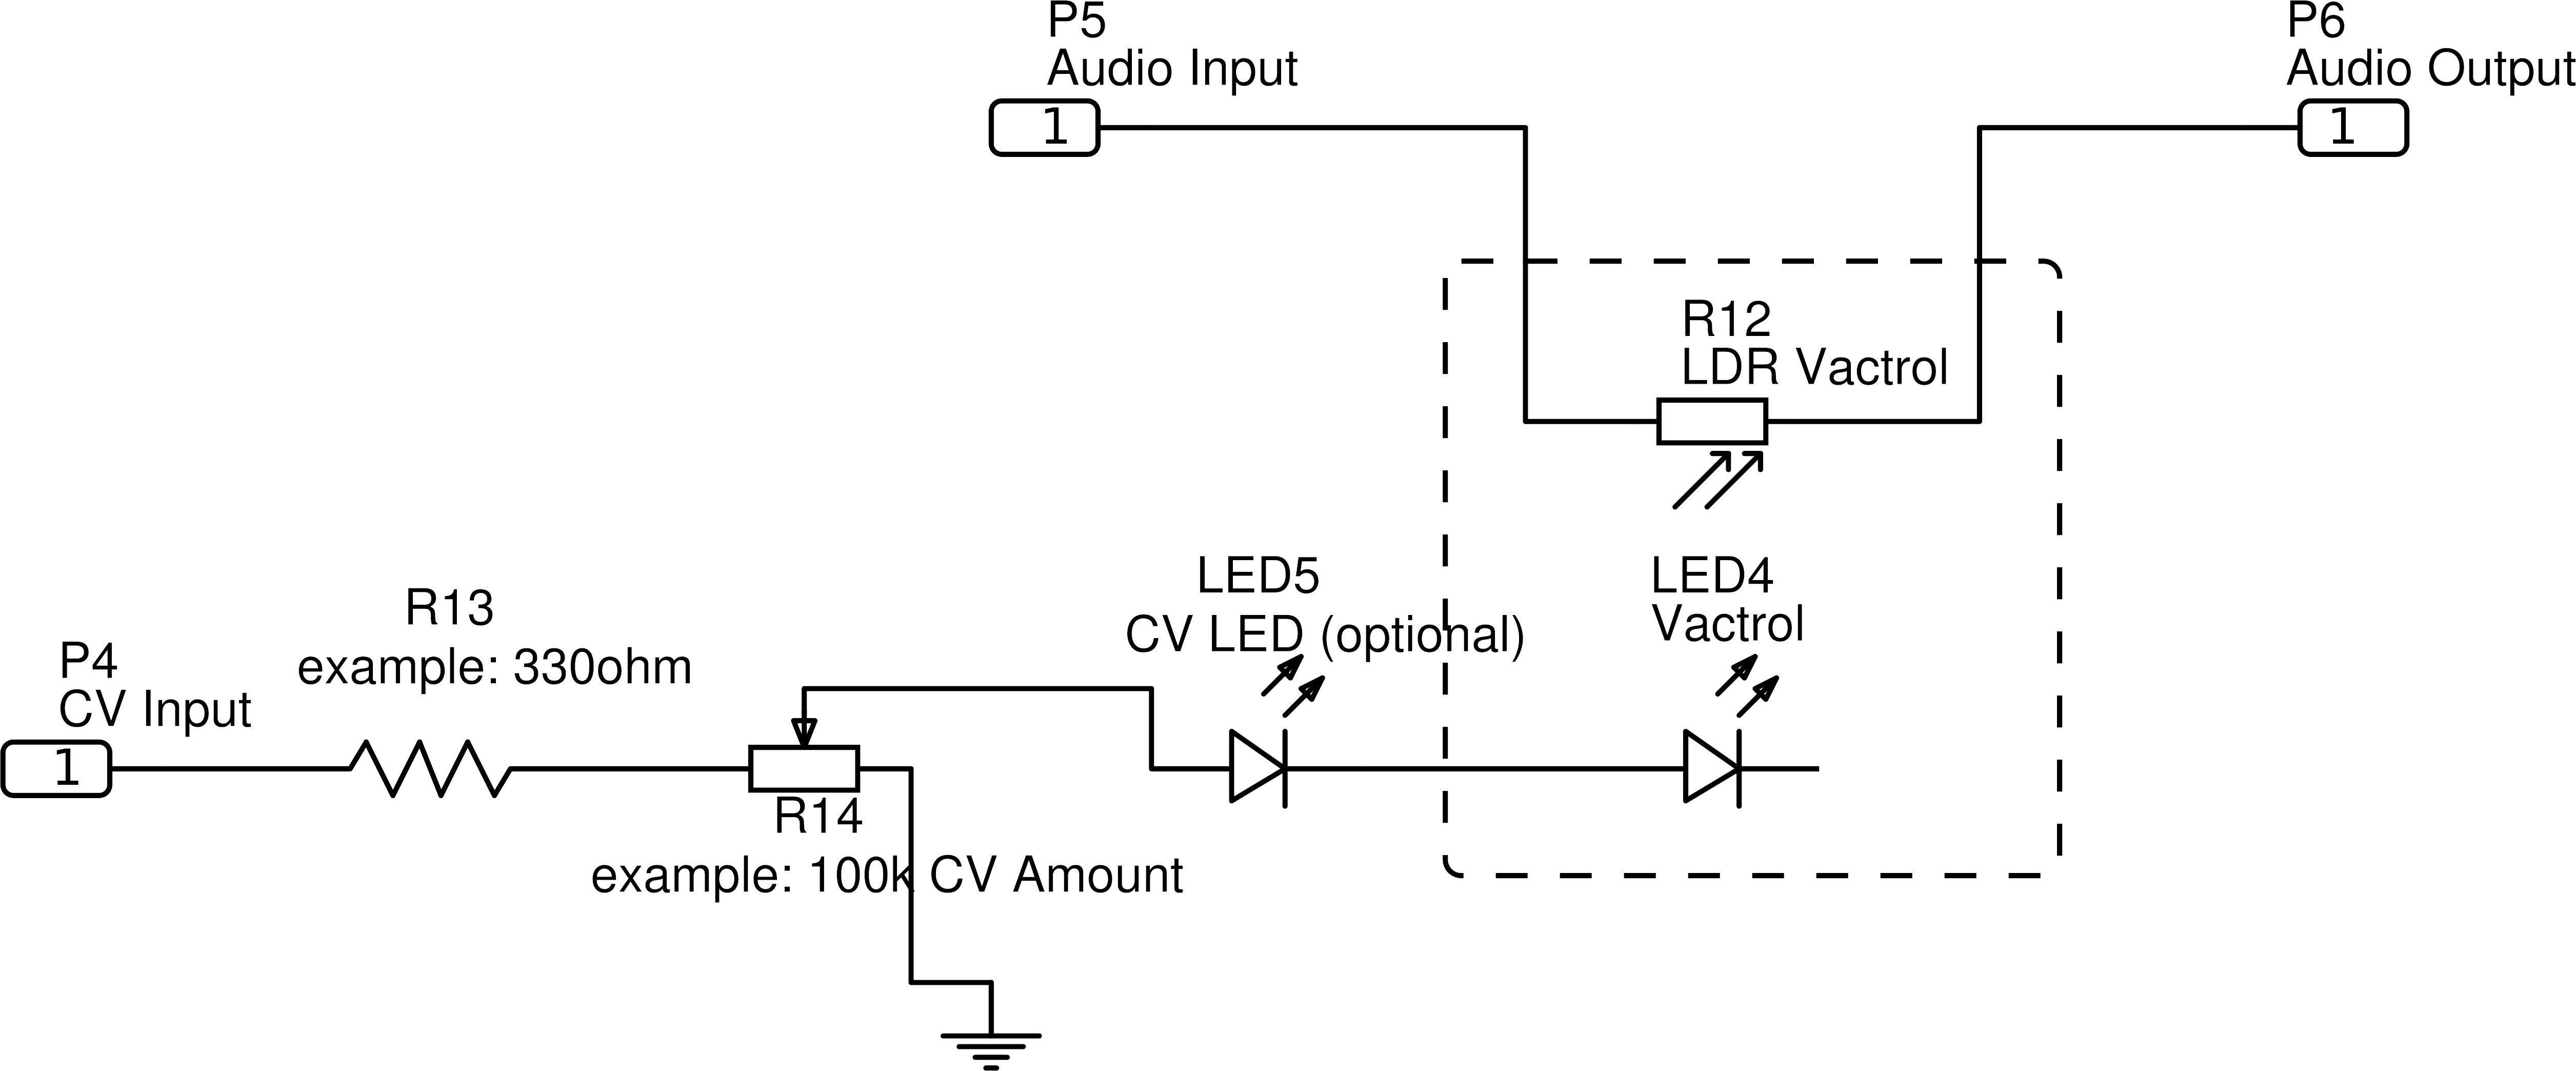 P5
Audio Input
1
P6
Audio Output
1
R12
LDR Vactrol
LED5
CV LED (optional)
LED4
Vactrol
R13
example: 330ohm
P4
CV Input
1
R14
example: 100k CV Amount